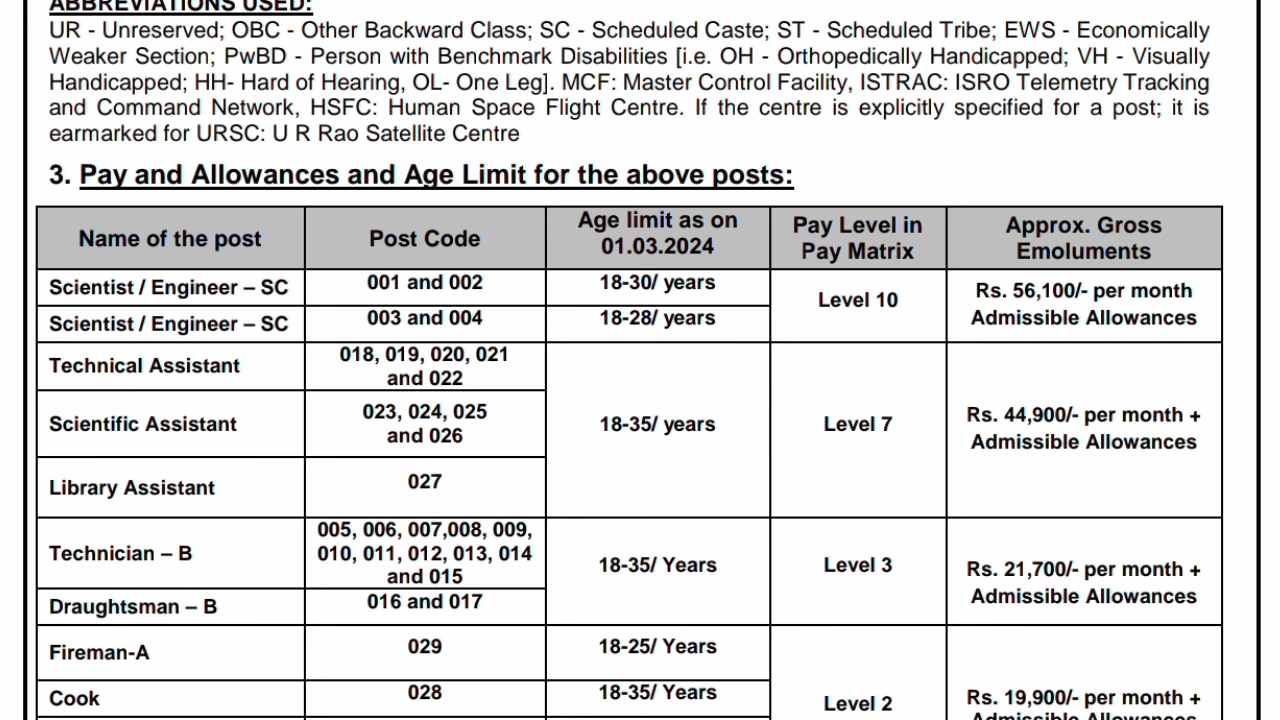 ABBREVIATIONS USED:
UR - Unreserved; OBC - Other Backward Class; SC - Scheduled Caste; ST - Scheduled Tribe; EWS - Economically
Weaker Section; PwBD - Person with Benchmark Disabilities [i.e. OH - Orthopedically Handicapped; VH - Visually
Handicapped; HH- Hard of Hearing, OL- One Leg]. MCF: Master Control Facility, ISTRAC: ISRO Telemetry Tracking
and Command Network, HSFC: Human Space Flight Centre. If the centre is explicitly specified for a post; it is
earmarked for URSC: U R Rao Satellite Centre
3. Pay and Allowances and Age Limit for the above posts:
Name of the post
Post Code
Age limit as on
01.03.2024
Pay Level in
Pay Matrix
Approx. Gross
Emoluments
Scientist / Engineer – SC
001 and 002
18-30/ years
Level 10
Rs. 56,100/- per month
Admissible Allowances
Scientist / Engineer – SC
003 and 004
18-28/ years
Technical Assistant
018, 019, 020, 021
and 022
18-35/ years
Level 7
Rs. 44,900/- per month +
Admissible Allowances
Scientific Assistant
023, 024, 025
and 026
Library Assistant
027
Technician – B
005, 006, 007,008, 009,
010, 011, 012, 013, 014
and 015
18-35/ Years
Level 3
Rs. 21,700/- per month +
Admissible Allowances
Draughtsman – B
016 and 017
Fireman-A
029
18-25/ Years
Level 2
Rs. 19,900/- per month +
Admissible Allowances
Cook
028
18-35/ Years